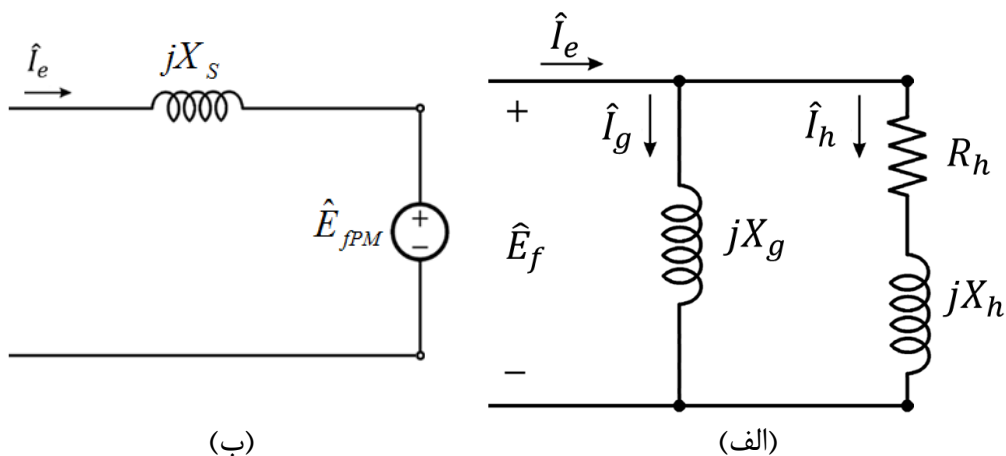 Î_e
jX_S
Ê_fPM
+
−
(ب)
Î_e
+
Î_g
Î_h
R_h
Ê_f
jX_g
jX_h
−
(الف)